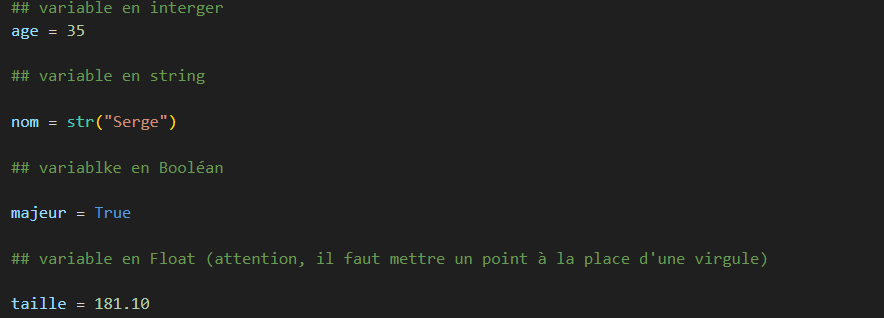 ## variable en interger
age = 35
## variable en string
nom = str("Serge")
## variablke en Booléan
majeur = True
## variable en Float (attention, il faut mettre un point à la place d'une virgule)
taille = 181.10